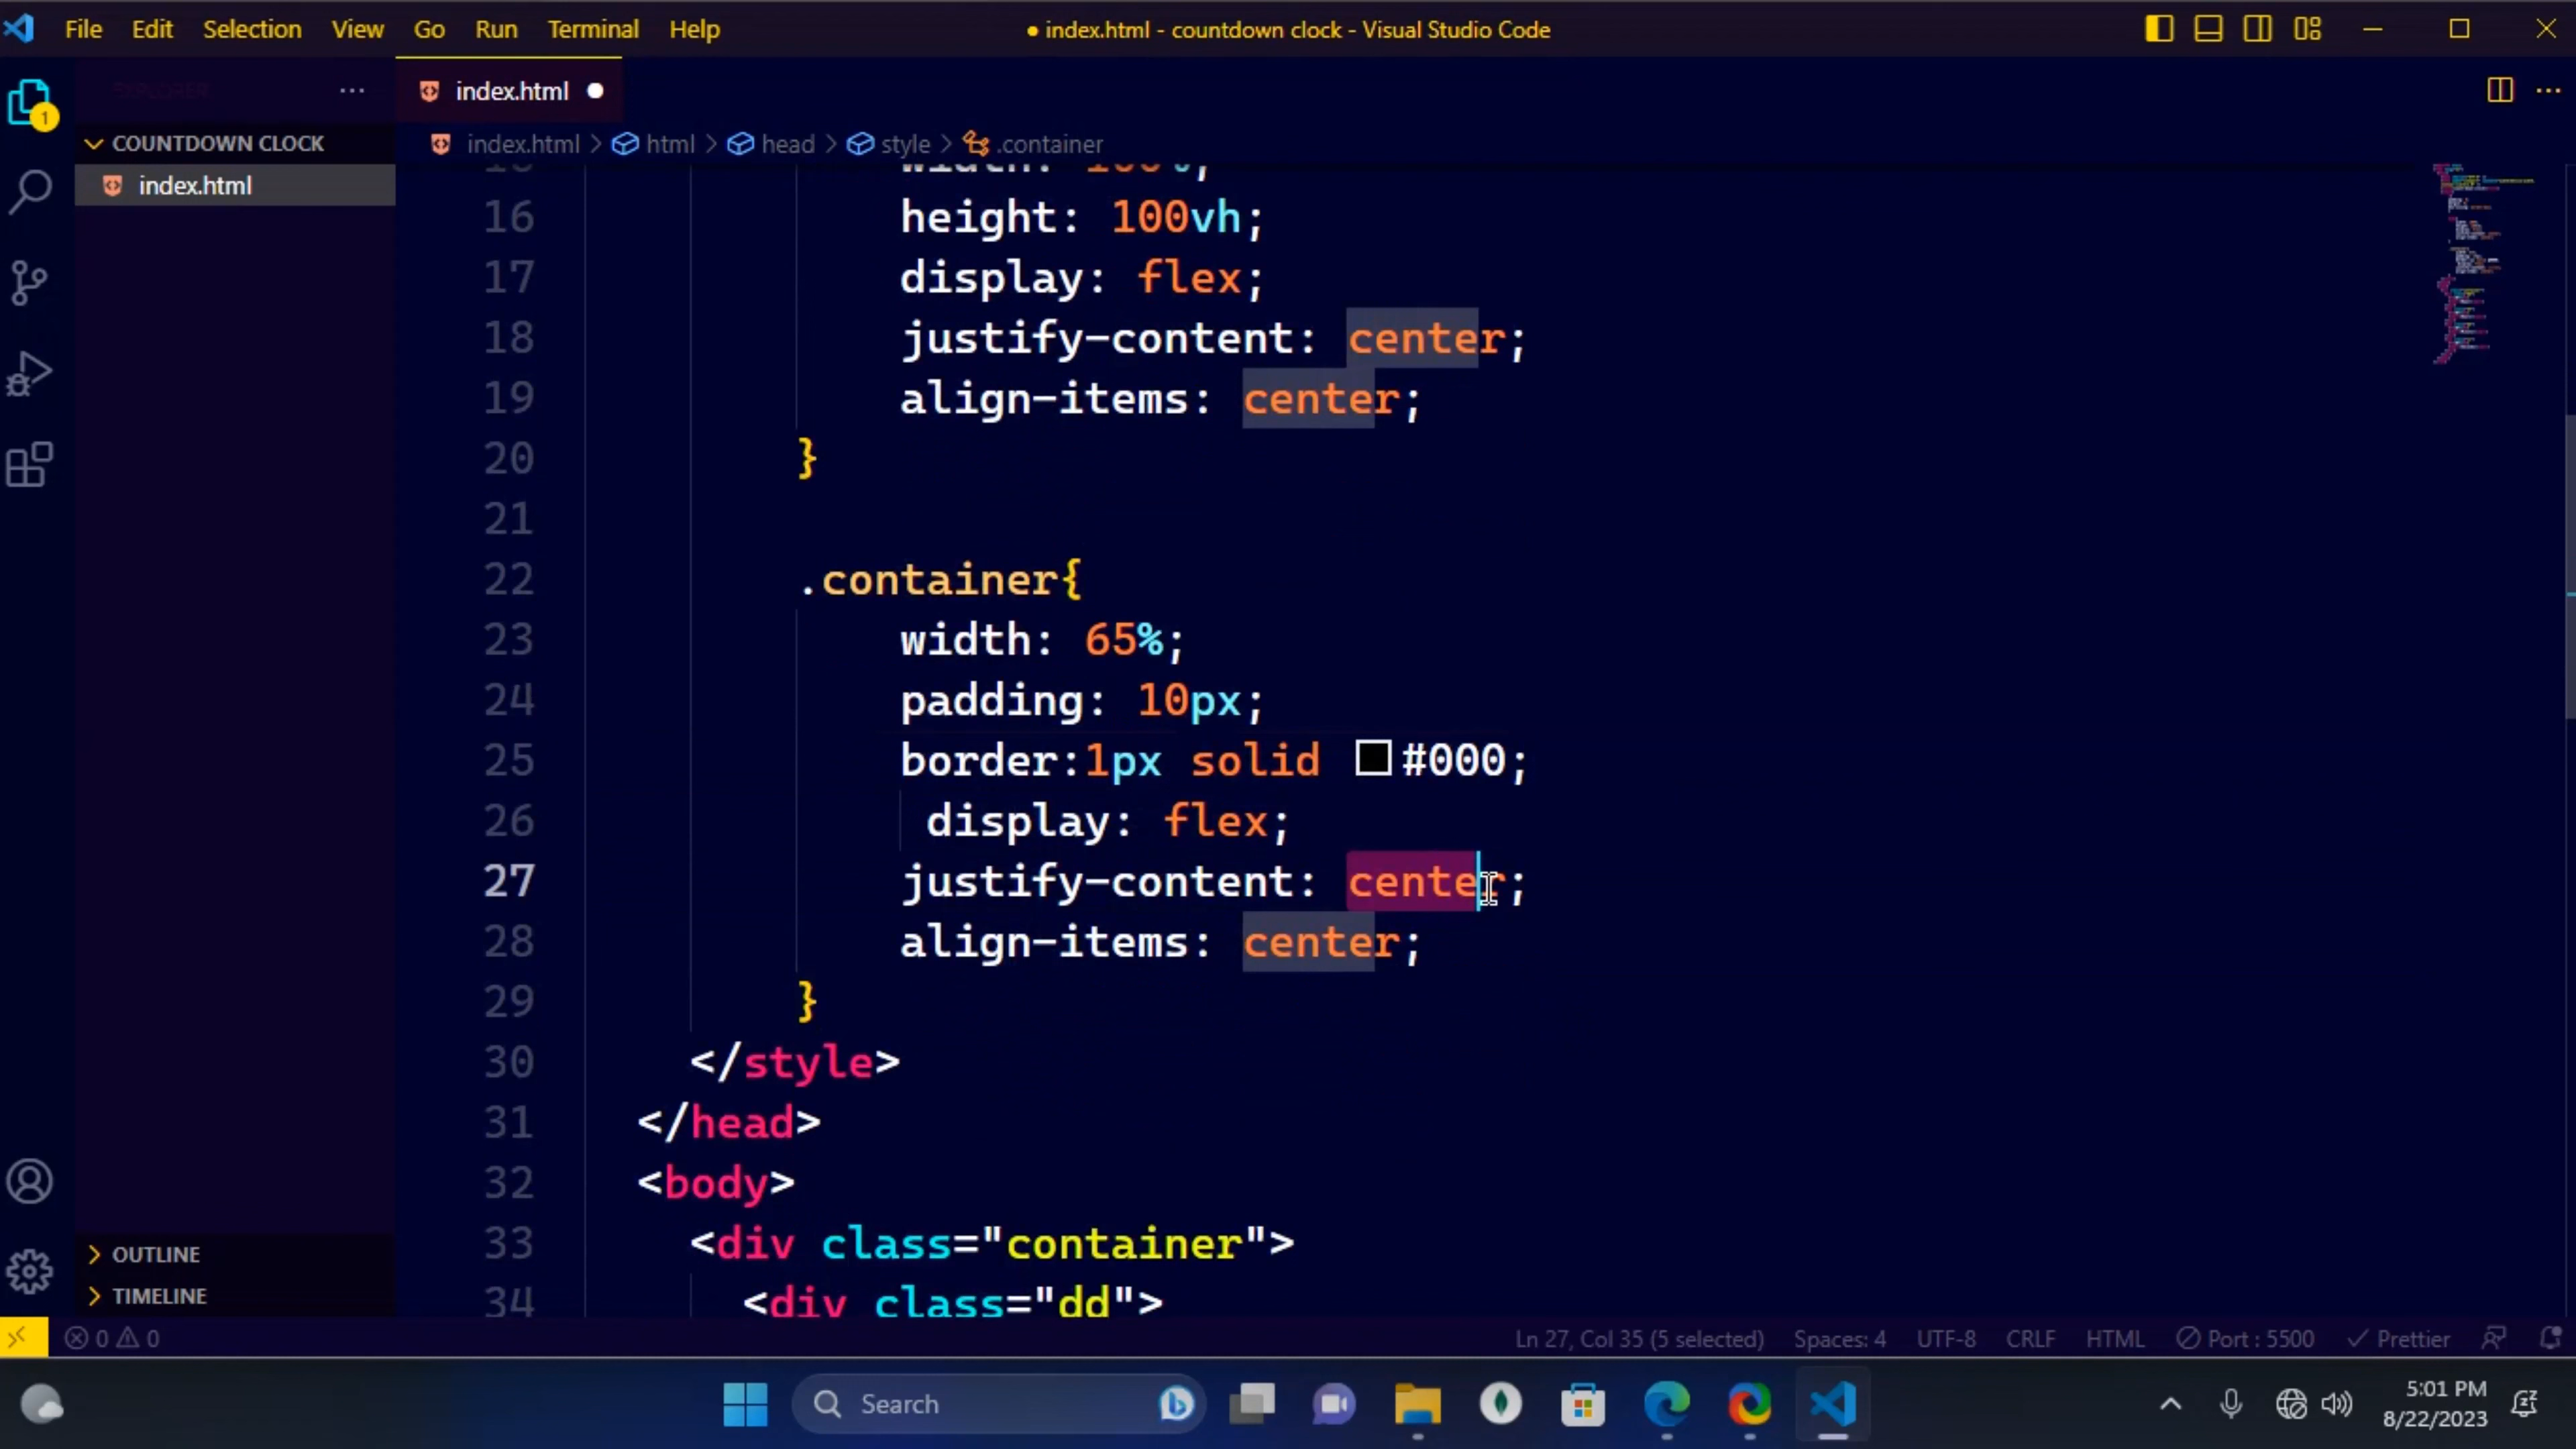 File Edit Selection View Go Run Terminal Help
● index.html - countdown clock - Visual Studio Code
EXPLORER
index.html
index.html > html > head > style > .container
1
COUNTDOWN CLOCK
index.html
width: 100%;
16 height: 100vh;
17 display: flex;
18 justify-content: center;
19 align-items: center;
20 }
21
22 .container{
23 width: 65%;
24 padding: 10px;
25 border:1px solid #000;
26 display: flex;
27 justify-content: center;
28 align-items: center;
29 }
30 </style>
31 </head>
32 <body>
33 <div class="container">
34 <div class="dd">
OUTLINE
TIMELINE
0 0
Ln 27, Col 35 (5 selected) Spaces: 4 UTF-8 CRLF HTML Port : 5500 Prettier
Search
5:01 PM
8/22/2023